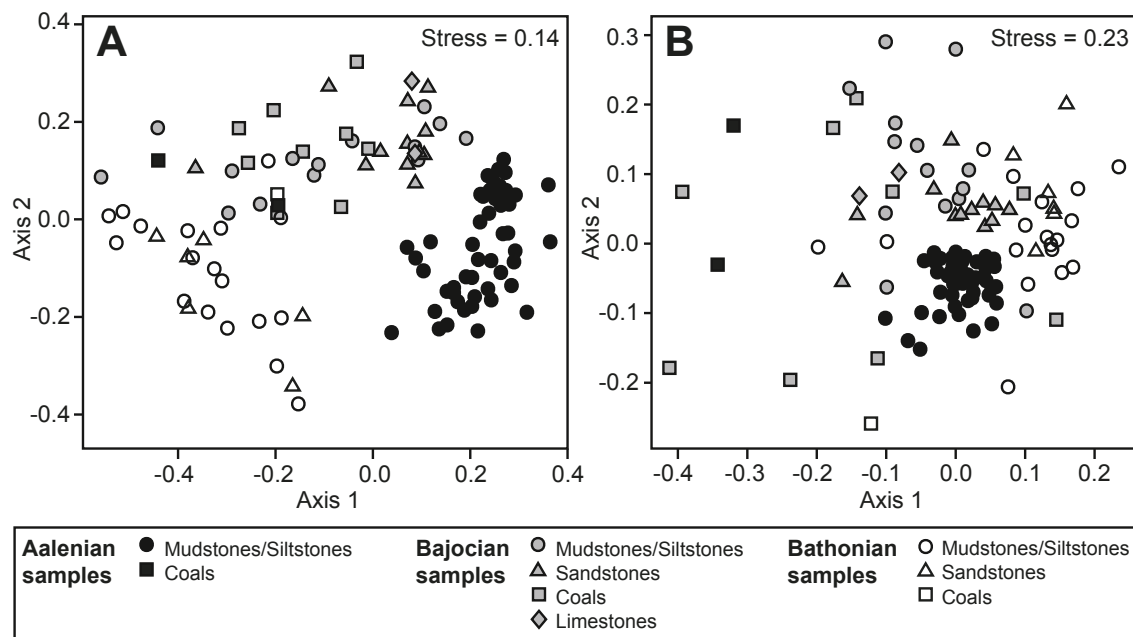 A
Stress = 0.14
0.4
0.2
0.0
-0.2
-0.4
Axis 2
-0.4
-0.2
0.0
0.2
0.4
Axis 1
B
Stress = 0.23
0.3
0.2
0.1
0.0
-0.1
-0.2
Axis 2
-0.4
-0.3
-0.2
-0.1
0.0
0.1
0.2
Axis 1
Aalenian
samples
Mudstones/Siltstones
Coals
Bajocian
samples
Mudstones/Siltstones
Sandstones
Coals
Limestones
Bathonian
samples
Mudstones/Siltstones
Sandstones
Coals